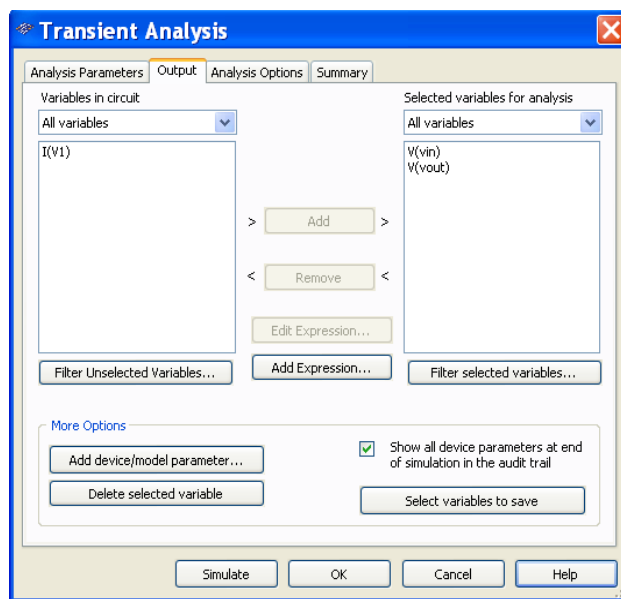 Transient Analysis
Analysis Parameters Output Analysis Options Summary
Variables in circuit
Selected variables for analysis
All variables
All variables
I(V1)
V(vin)
V(vout)
> Add >
< Remove <
Edit Expression...
Add Expression...
Filter Unselected Variables...
Filter selected variables...
More Options
Add device/model parameter...
Delete selected variable
Show all device parameters at end
of simulation in the audit trail
Select variables to save
Simulate OK Cancel Help